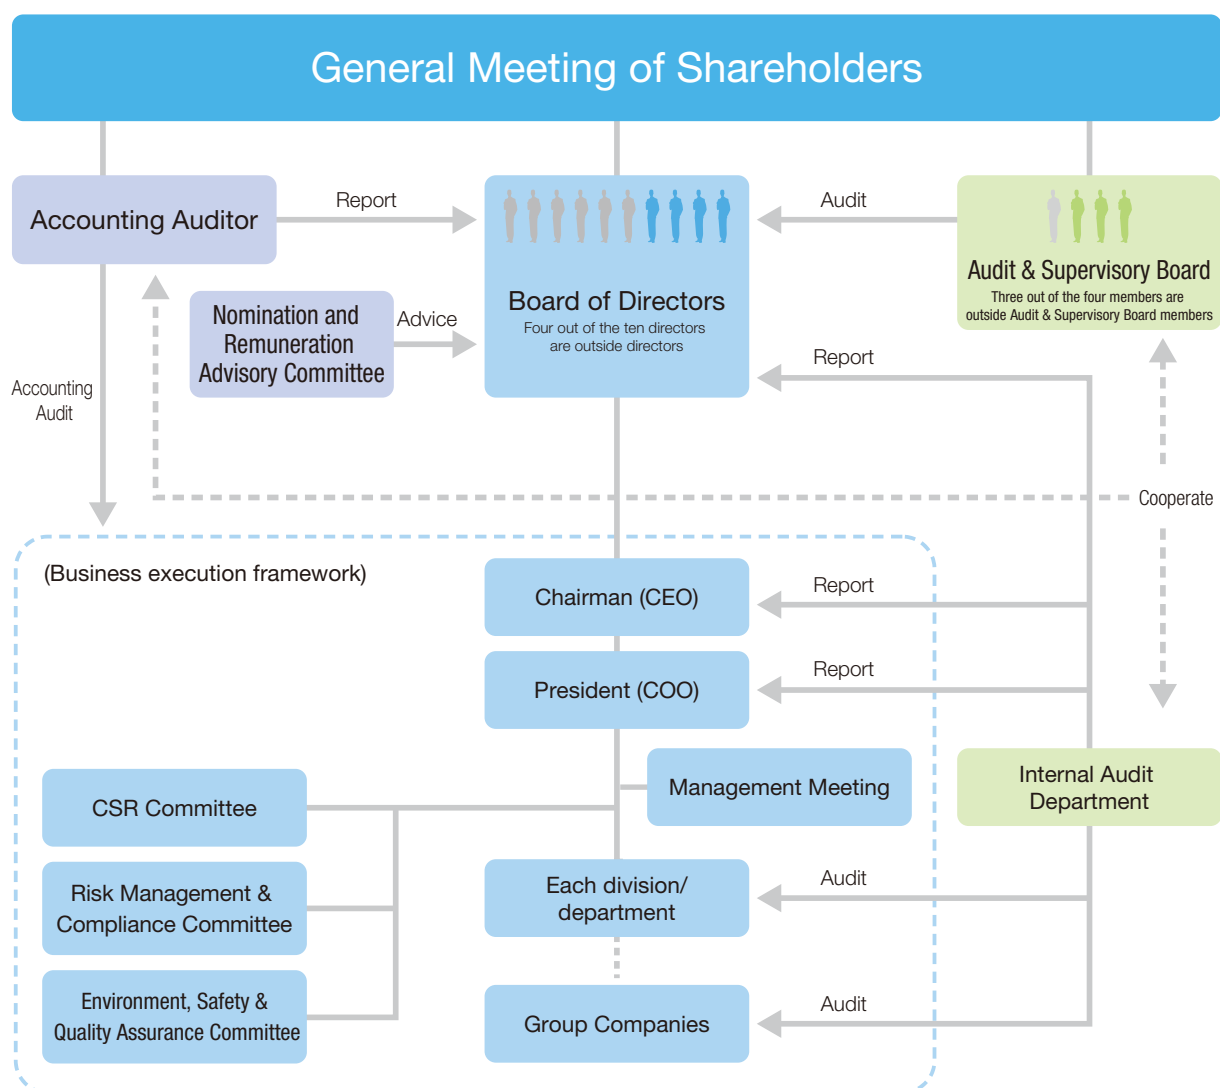 General Meeting of Shareholders
Accounting Auditor
Report
Audit
Board of Directors
Four out of the ten directors
are outside directors
Audit & Supervisory Board
Three out of the four members are
outside Audit & Supervisory Board members
Nomination and
Remuneration
Advisory Committee
Advice
Report
Accounting
Audit
Cooperate
(Business execution framework)
Chairman (CEO)
Report
President (COO)
Report
Management Meeting
Internal Audit
Department
CSR Committee
Risk Management &
Compliance Committee
Each division/
department
Audit
Environment, Safety &
Quality Assurance Committee
Group Companies
Audit